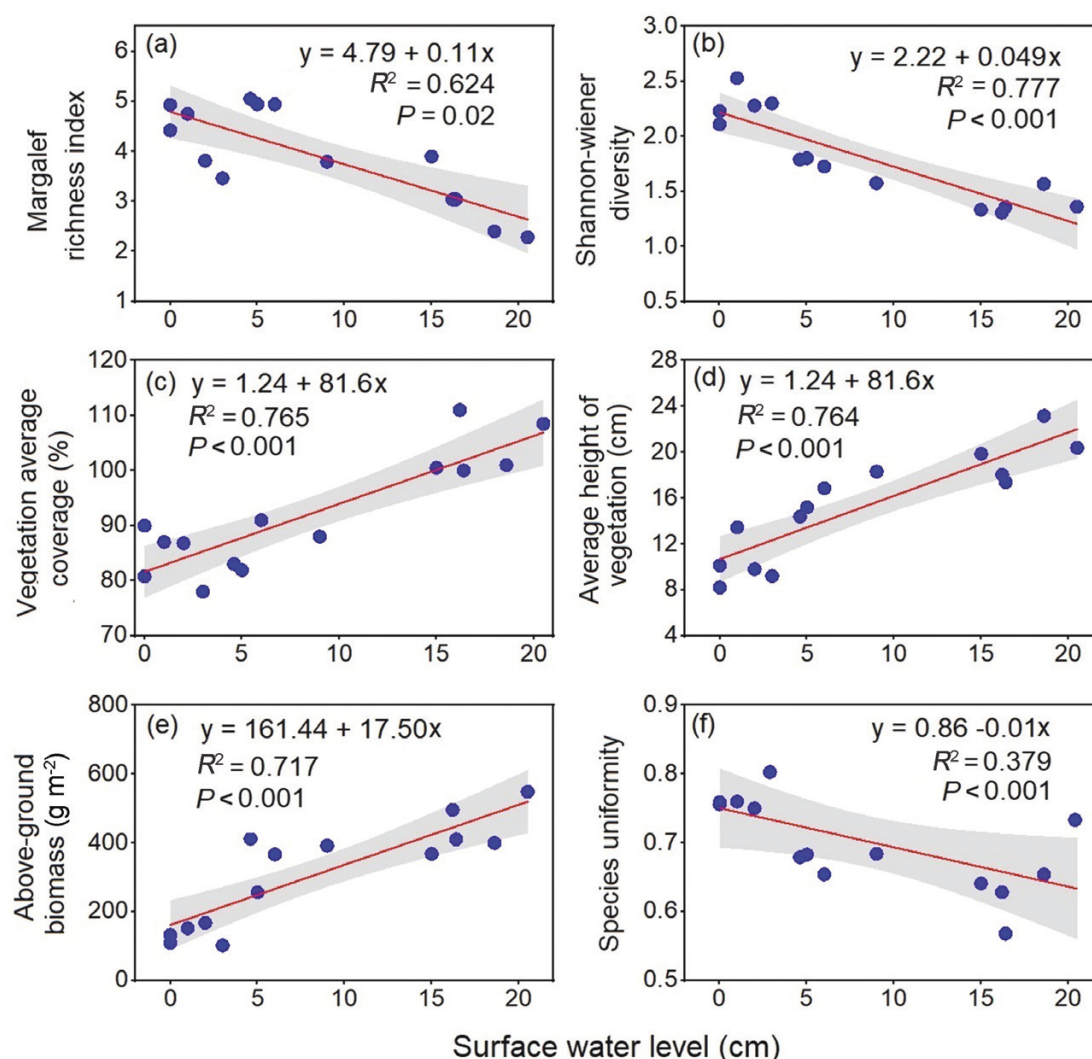 (a)
y = 4.79 + 0.11x
R² = 0.624
P = 0.02
Margalef
richness index
6
5
4
3
2
1
0 5 10 15 20
(b)
y = 2.22 + 0.049x
R² = 0.777
P < 0.001
Shannon-wiener
diversity
3.0
2.5
2.0
1.5
1.0
0.5
0 5 10 15 20
(c)
y = 1.24 + 81.6x
R² = 0.765
P < 0.001
Vegetation average
coverage (%)
120
110
100
90
80
70
0 5 10 15 20
(d)
y = 1.24 + 81.6x
R² = 0.764
P < 0.001
Average height of
vegetation (cm)
28
24
20
16
12
8
4
0 5 10 15 20
(e)
y = 161.44 + 17.50x
R² = 0.717
P < 0.001
Above-ground
biomass (g m⁻²)
800
600
400
200
0
0 5 10 15 20
(f)
y = 0.86 -0.01x
R² = 0.379
P < 0.001
Species uniformity
0.9
0.8
0.7
0.6
0.5
0 5 10 15 20
Surface water level (cm)